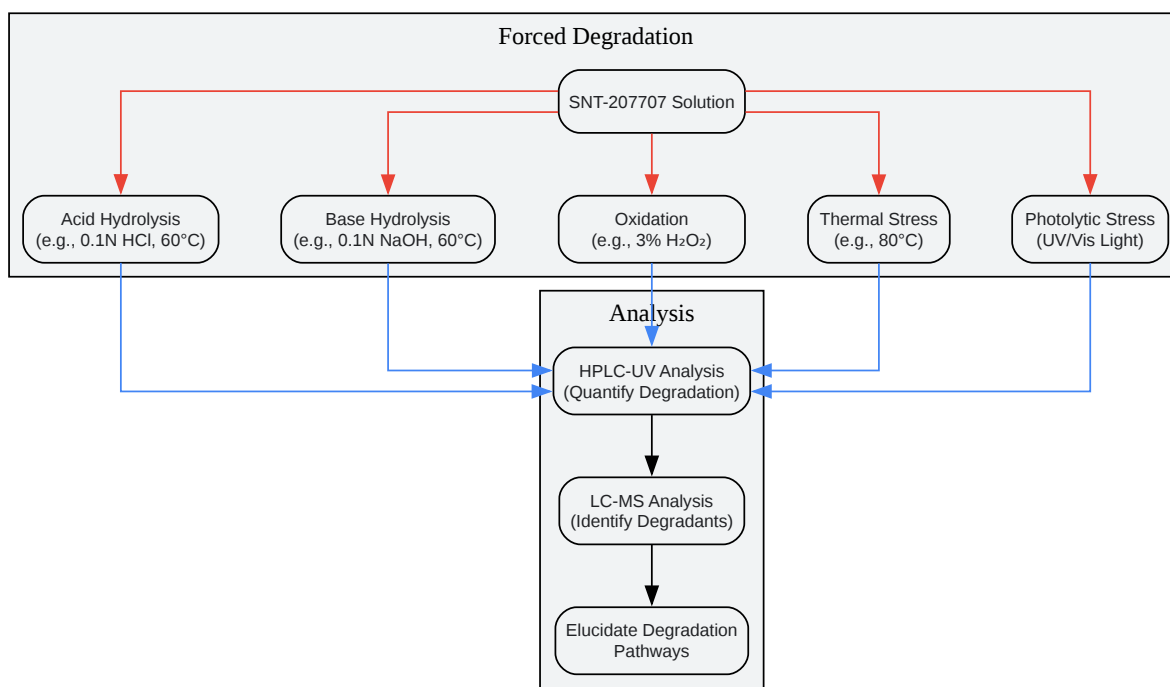 Forced Degradation
SNT-207707 Solution
Acid Hydrolysis
(e.g., 0.1N HCl, 60°C)
Base Hydrolysis
(e.g., 0.1N NaOH, 60°C)
Oxidation
(e.g., 3% H₂O₂)
Thermal Stress
(e.g., 80°C)
Photolytic Stress
(UV/Vis Light)
Analysis
HPLC-UV Analysis
(Quantify Degradation)
LC-MS Analysis
(Identify Degradants)
Elucidate Degradation
Pathways